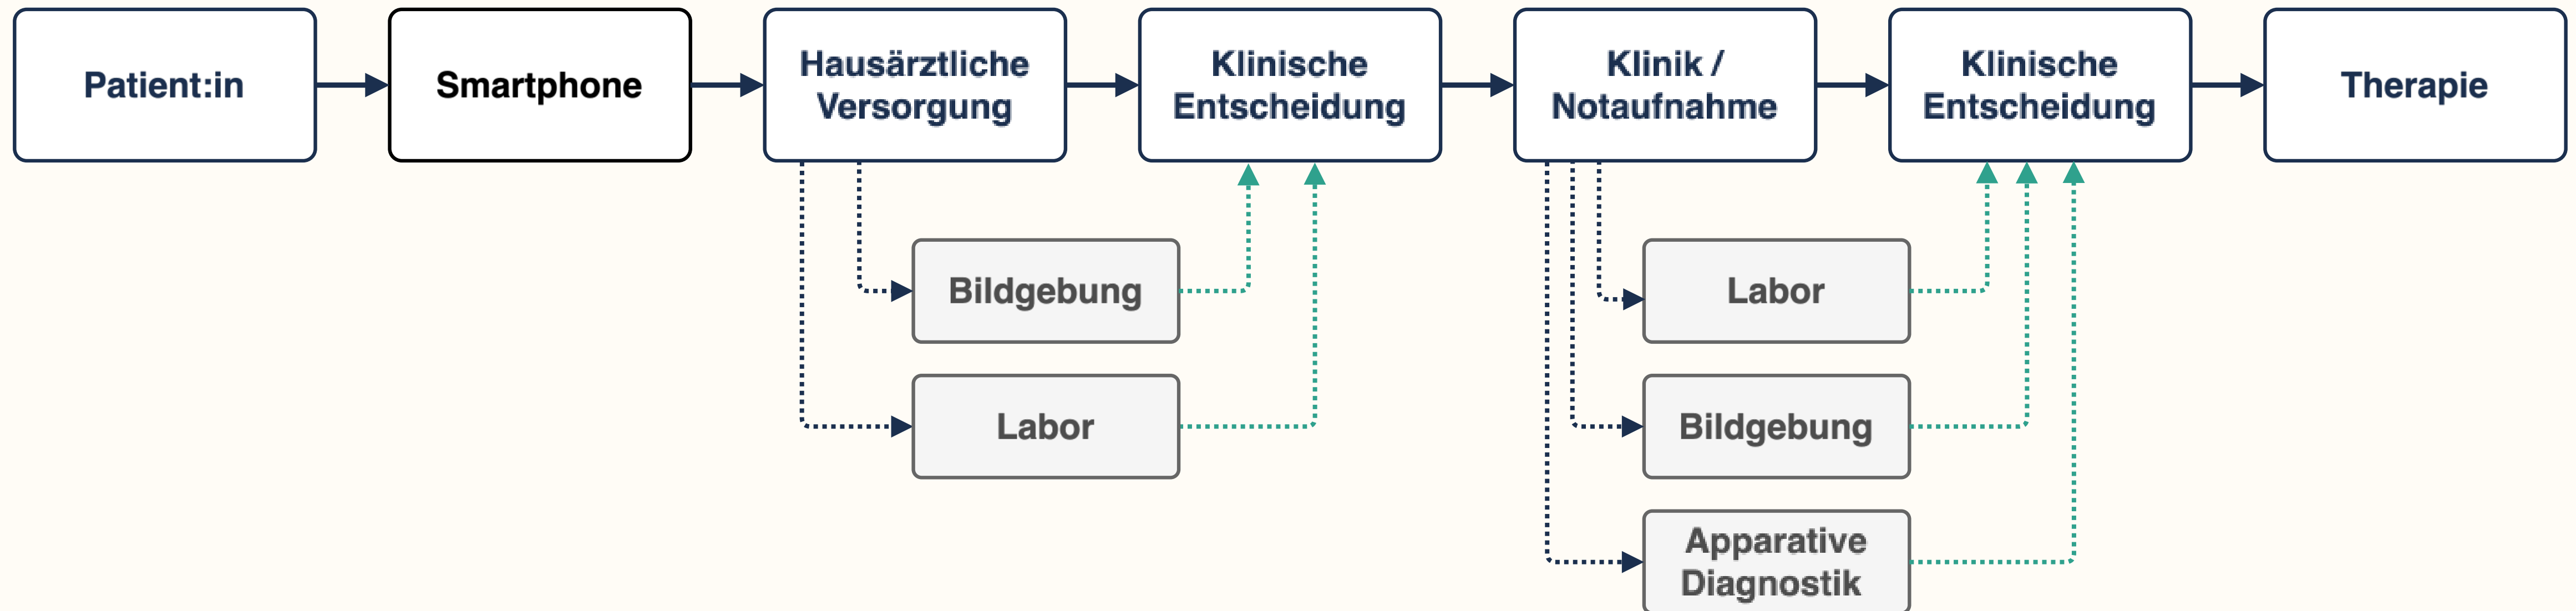 Patient:in
Smartphone
Hausärztliche
Versorgung
Klinische
Entscheidung
Klinik /
Notaufnahme
Klinische
Entscheidung
Therapie
Bildgebung
Labor
Labor
Bildgebung
Apparative
Diagnostik